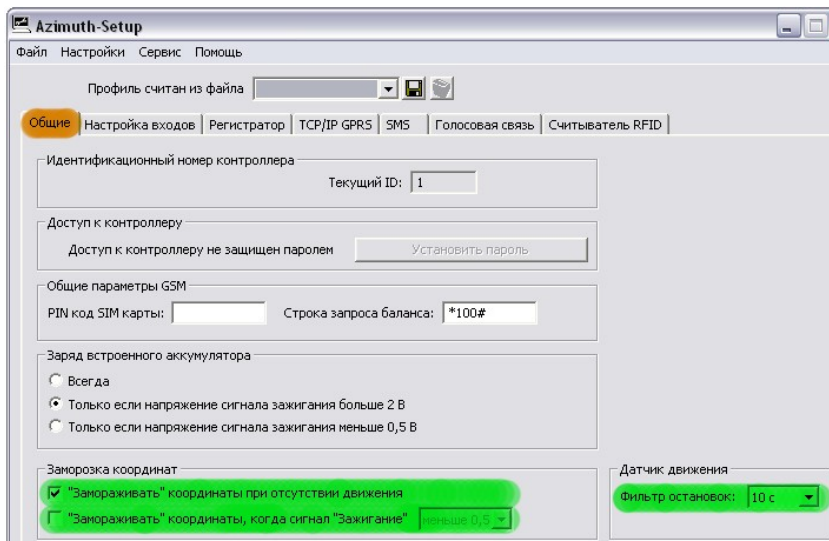 Azimuth-Setup
Файл Настройки Сервис Помощь
Профиль считан из файла
Общие Настройка входов Регистратор TCP/IP GPRS SMS Голосовая связь Считыватель RFID
Идентификационный номер контроллера
Текущий ID: 1
Доступ к контроллеру
Доступ к контроллеру не защищен паролем Установить пароль
Общие параметры GSM
PIN код SIM карты: Строка запроса баланса: *100#
Заряд встроенного аккумулятора
Всегда
Только если напряжение сигнала зажигания больше 2 В
Только если напряжение сигнала зажигания меньше 0,5 В
Заморозка координат
"Замораживать" координаты при отсутствии движения
"Замораживать" координаты, когда сигнал "Зажигание" меньше 0,5
Датчик движения
Фильтр остановок: 10 с